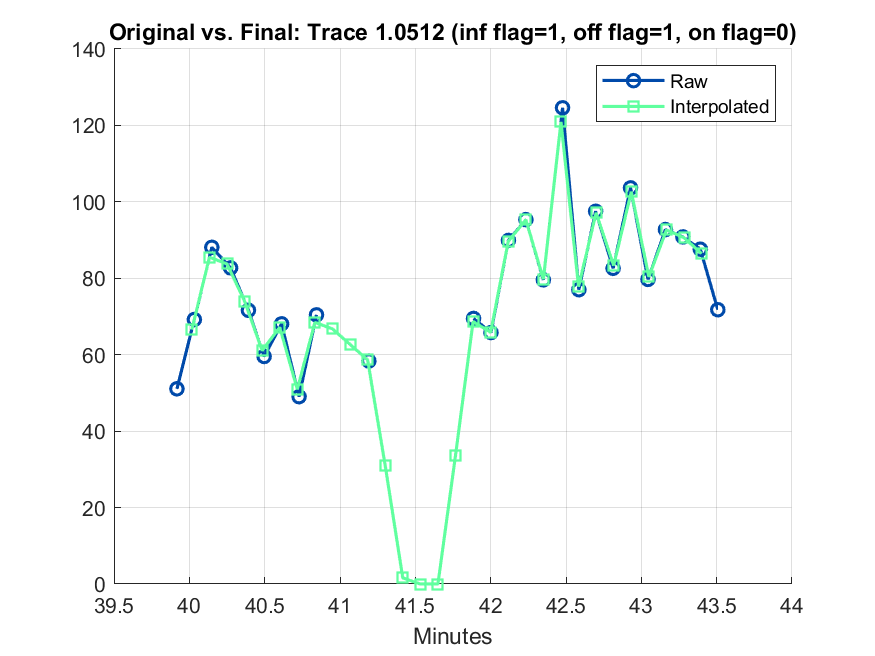 Original vs. Final: Trace 1.0512 (inf flag=1, off flag=1, on flag=0)
140
120
100
80
60
40
20
0
Raw
Interpolated
39.5 40 40.5 41 41.5 42 42.5 43 43.5 44
Minutes